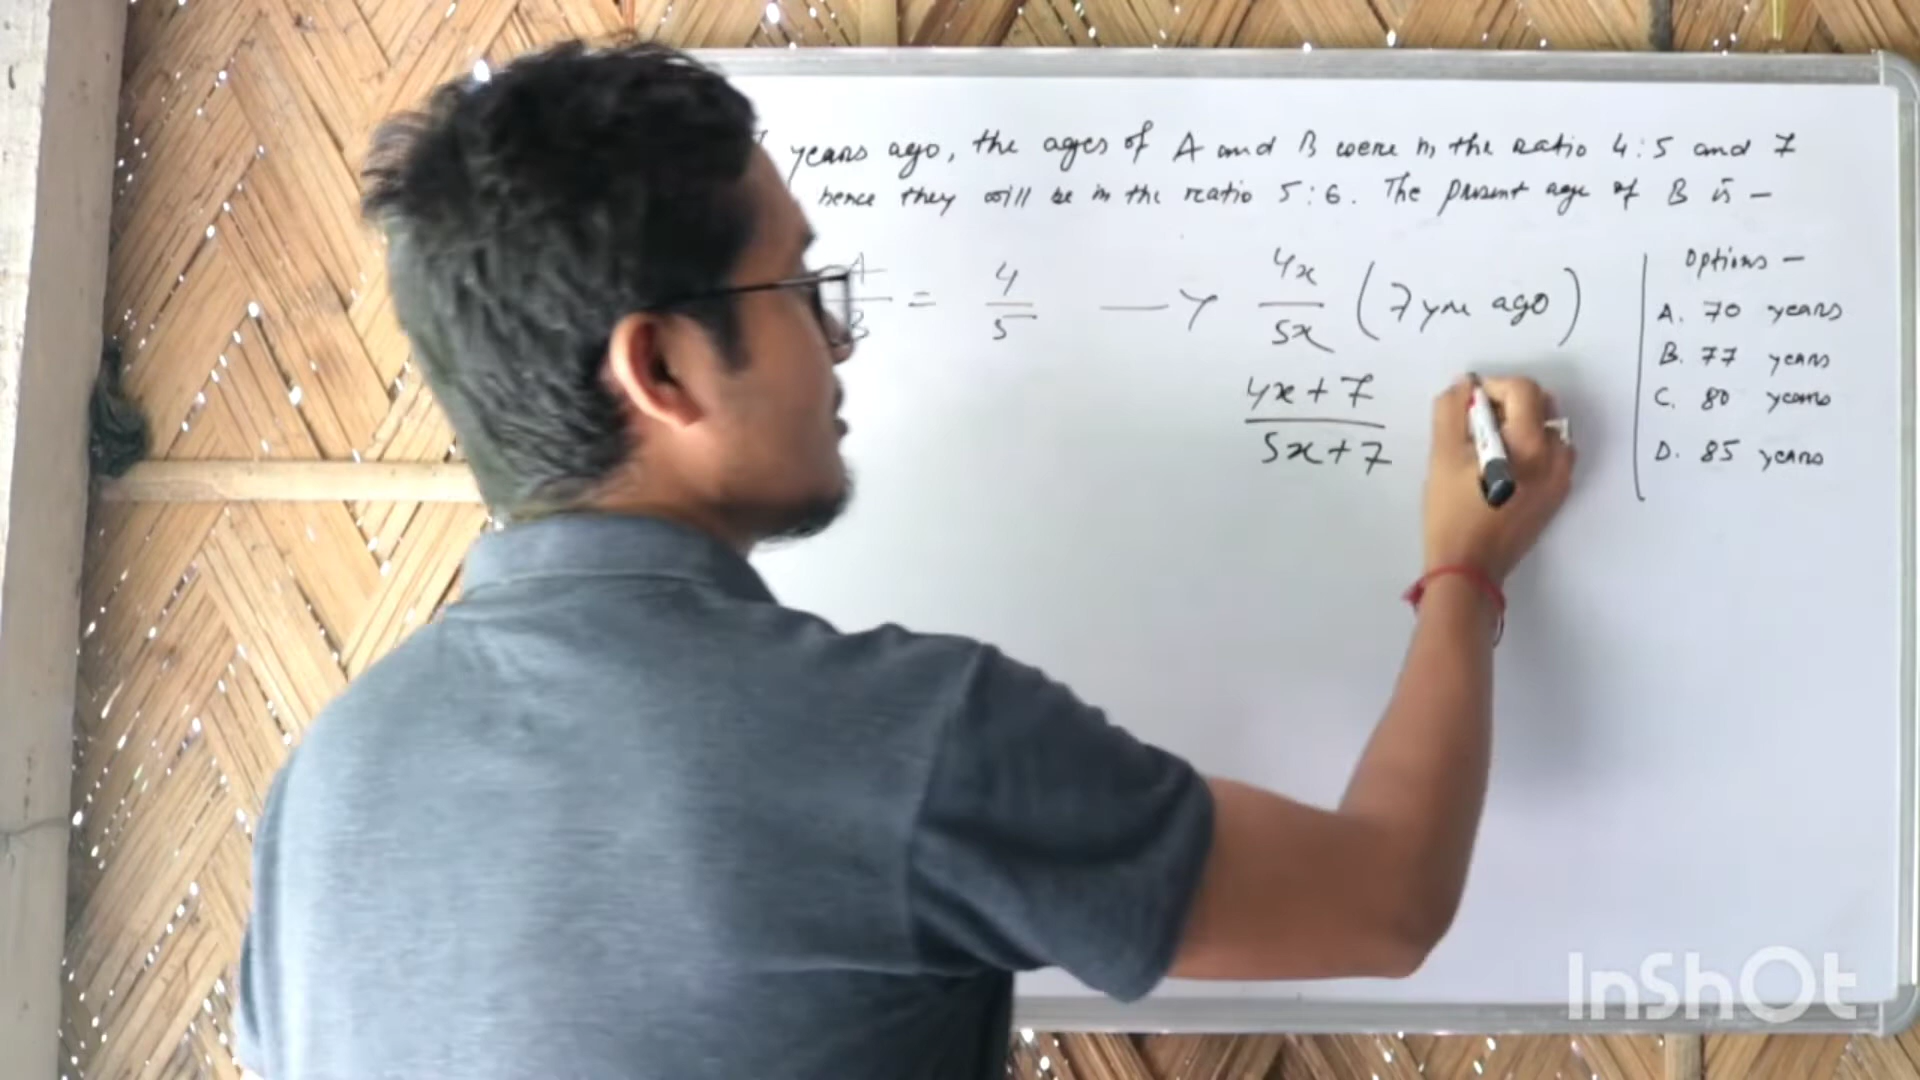 7 years ago, the ages of A and B were in the ratio 4:5 and 7
hence they will be in the reatio 5:6. The present age of B is —
A/B = 4/5 —> 4x/5x (7 yrs ago)
4x+7/5x+7
Options —
A. 70 years
B. 77 years
C. 80 years
D. 85 years
InShOt